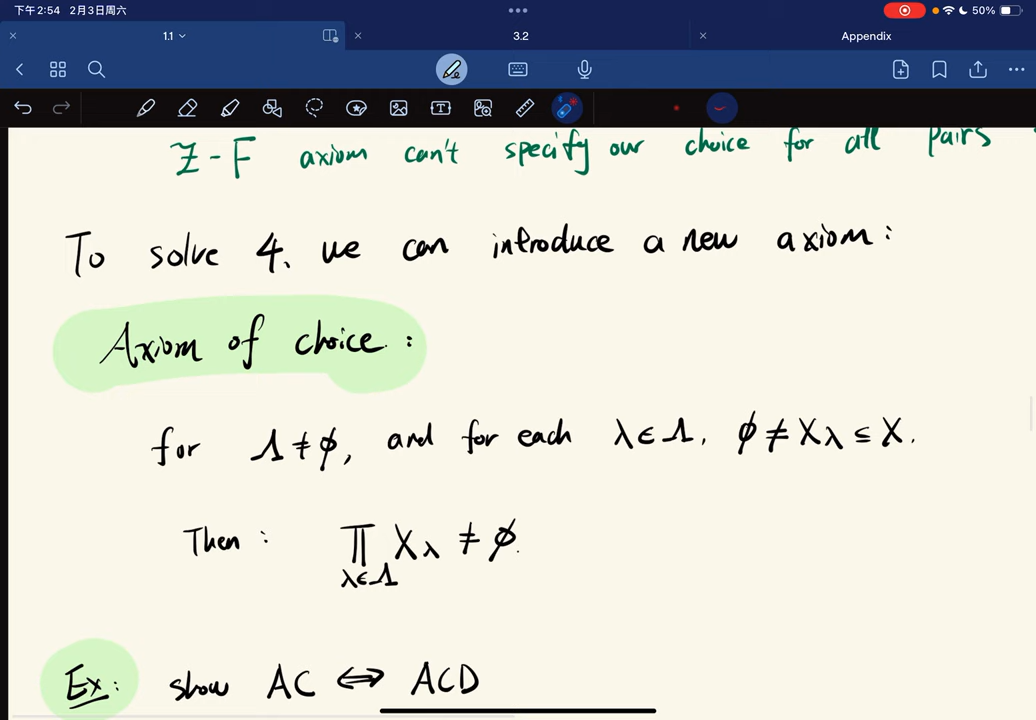 下午2:54 2月3日周六
50%
1.1
3.2
Appendix
Z-F axiom can't specify our choice for all pairs
To solve 4, we can introduce a new axiom:
Axiom of choice:
for Λ≠ϕ, and for each λ∈Λ, ϕ≠Xλ⊆X.
Then: ∏ Xλ ≠ ϕ.
λ∈Λ
Ex: show AC ⇔ ACD